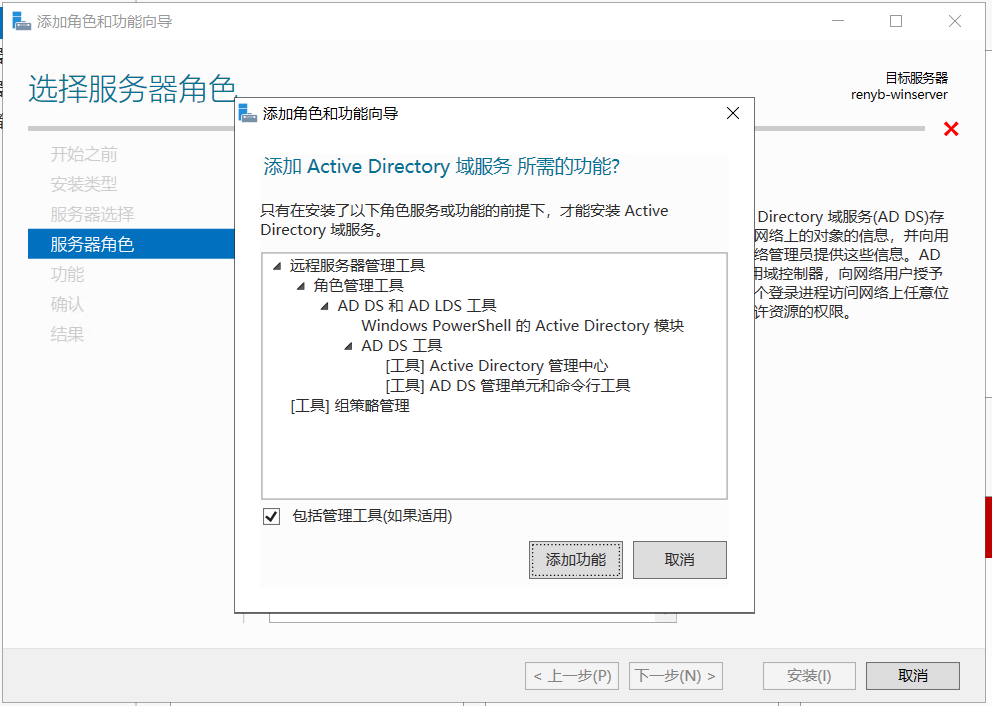 添加角色和功能向导
选择服务器角色
目标服务器
renyb-winserver
开始之前
安装类型
服务器选择
服务器角色
功能
确认
结果
添加角色和功能向导
添加 Active Directory 域服务 所需的功能?
只有在安装了以下角色服务或功能的前提下，才能安装 Active
Directory 域服务。
远程服务器管理工具
角色管理工具
AD DS 和 AD LDS 工具
Windows PowerShell 的 Active Directory 模块
AD DS 工具
[工具] Active Directory 管理中心
[工具] AD DS 管理单元和命令行工具
[工具] 组策略管理
包括管理工具(如果适用)
添加功能
取消
Directory 域服务(AD DS)存
网络上的对象的信息，并向用
络管理员提供这些信息。AD
用域控制器，向网络用户授予
个登录进程访问网络上任意位
许资源的权限。
< 上一步(P)
下一步(N) >
安装(I)
取消